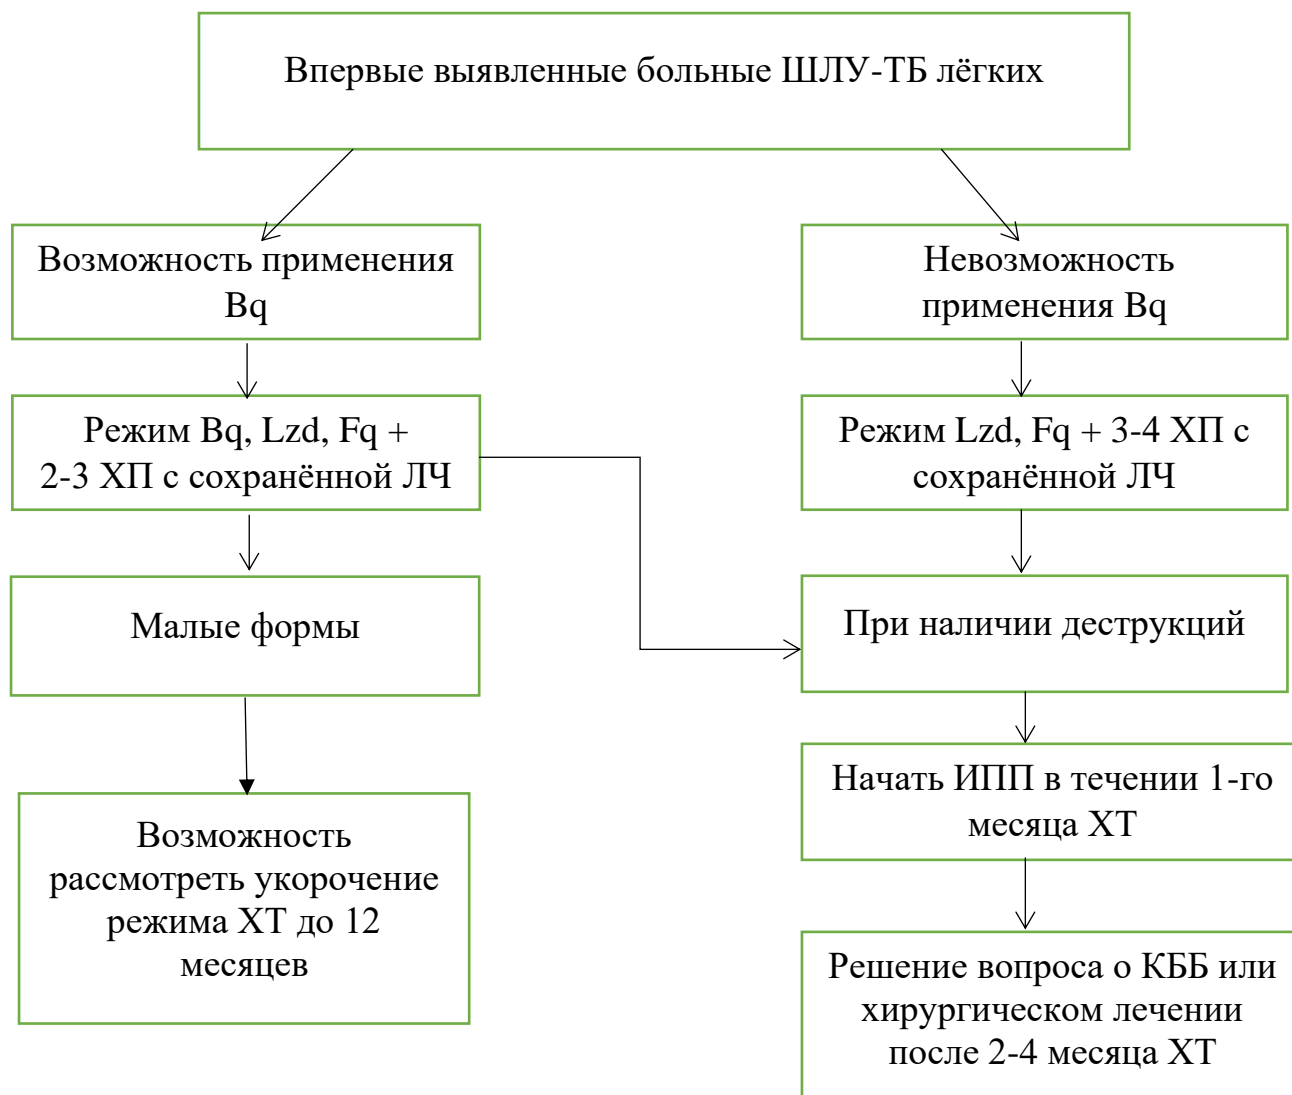 Впервые выявленные больные ШЛУ-ТБ лёгких
Возможность применения
Bq
Невозможность
применения Bq
Режим Bq, Lzd, Fq +
2-3 ХП с сохранённой ЛЧ
Режим Lzd, Fq + 3-4 ХП с
сохранённой ЛЧ
Малые формы
При наличии деструкций
Возможность
рассмотреть укорочение
режима ХТ до 12
месяцев
Начать ИПП в течении 1-го
месяца ХТ
Решение вопроса о КББ или
хирургическом лечении
после 2-4 месяца ХТ